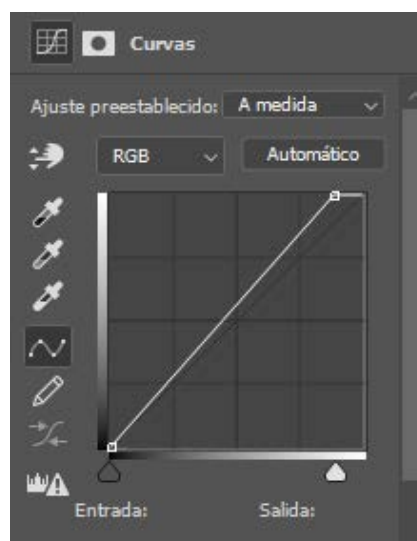 Curvas
Ajuste preestablecido: A medida
RGB Automático
Entrada: Salida: